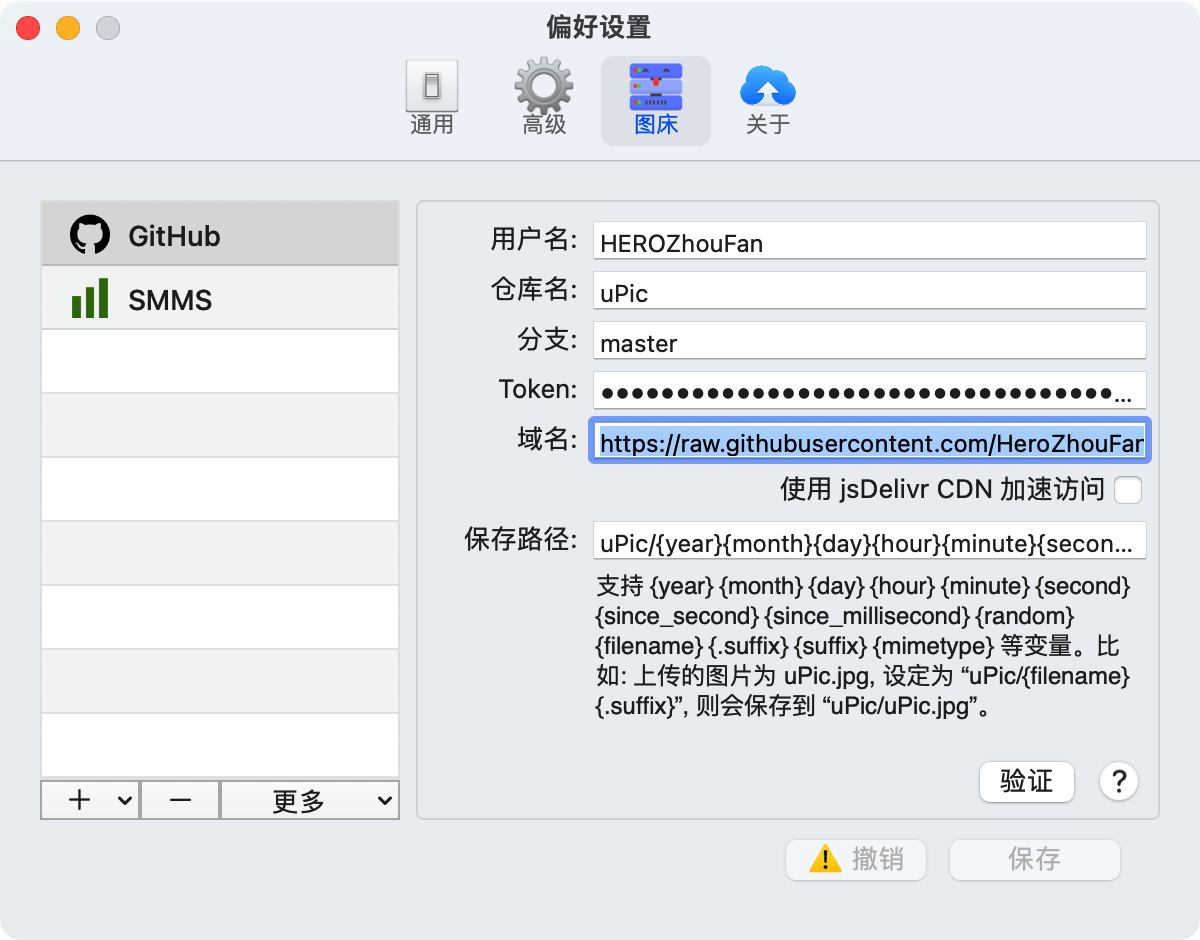 偏好设置
通用
高级
图床
关于
GitHub
SMMS
更多
用户名:
HEROZhouFan
仓库名:
uPic
分支:
master
Token:
●●●●●●●●●●●●●●●●●●●●●●●●●●●●●●●●●●...
域名:
https://raw.githubusercontent.com/HeroZhouFan
使用 jsDelivr CDN 加速访问
保存路径:
uPic/{year}{month}{day}{hour}{minute}{secon...
支持 {year} {month} {day} {hour} {minute} {second}
{since_second} {since_millisecond} {random}
{filename} {.suffix} {suffix} {mimetype} 等变量。比
如: 上传的图片为 uPic.jpg, 设定为 “uPic/{filename}
{.suffix}”, 则会保存到 “uPic/uPic.jpg”。
验证
?
撤销
保存